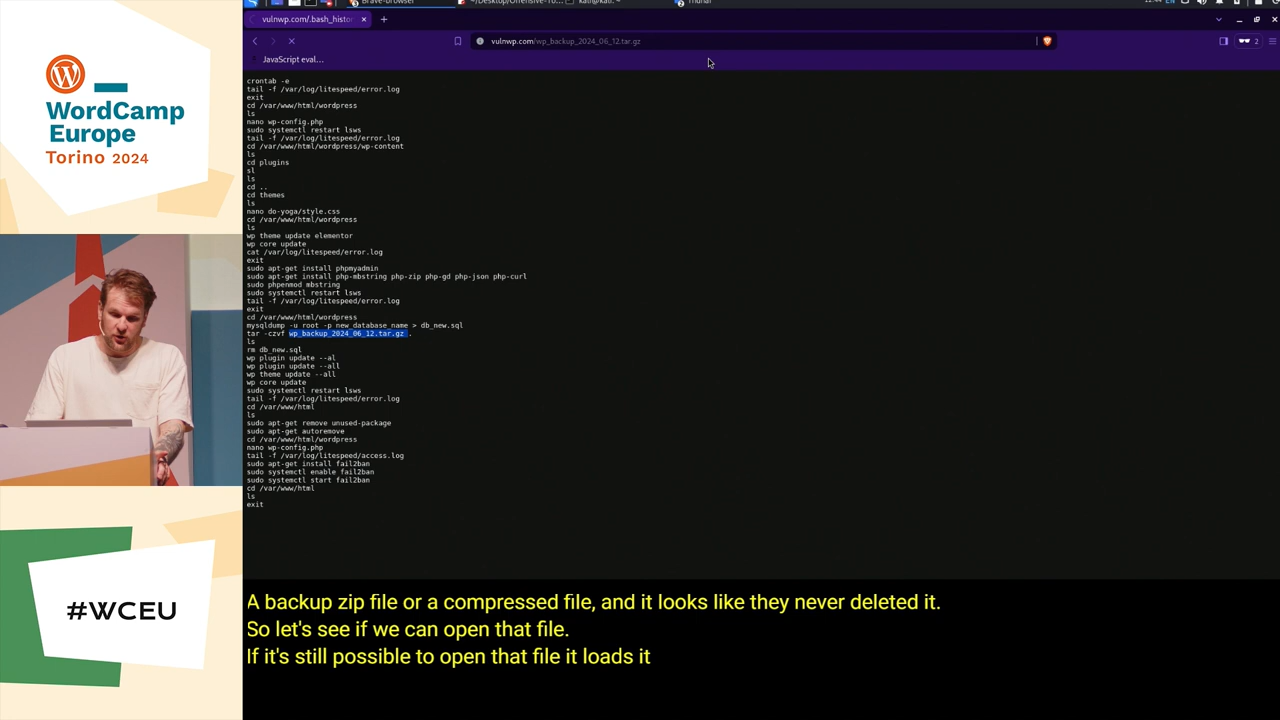 WordCamp
Europe
Torino 2024
#WCEU
vulnwp.com/.bash_histo
vulnwp.com/wp_backup_2024_06_12.tar.gz
2
JavaScript eval...
crontab -e
tail -f /var/log/litespeed/error.log
exit
cd /var/www/html/wordpress
ls
nano wp-config.php
sudo systemctl restart lsws
tail -f /var/log/litespeed/error.log
cd /var/www/html/wordpress/wp-content
ls
cd plugins
sl
ls
cd ..
cd themes
ls
nano do-yoga/style.css
cd /var/www/html/wordpress
ls
wp theme update elementor
wp core update
cat /var/log/litespeed/error.log
exit
sudo apt-get install phpmyadmin
sudo apt-get install php-mbstring php-zip php-gd php-json php-curl
sudo phpenmod mbstring
sudo systemctl restart lsws
tail -f /var/log/litespeed/error.log
exit
cd /var/www/html/wordpress
mysqldump -u root -p new_database_name > db_new.sql
tar -czvf wp_backup_2024_06_12.tar.gz .
ls
rm db_new.sql
wp plugin update --al
wp plugin update --all
wp theme update --all
wp core update
sudo systemctl restart lsws
tail -f /var/log/litespeed/error.log
cd /var/www/html
ls
sudo apt-get remove unused-package
sudo apt-get autoremove
cd /var/www/html/wordpress
nano wp-config.php
tail -f /var/log/litespeed/access.log
sudo apt-get install fail2ban
sudo systemctl enable fail2ban
sudo systemctl start fail2ban
cd /var/www/html
ls
exit
A backup zip file or a compressed file, and it looks like they never deleted it.
So let's see if we can open that file.
If it's still possible to open that file it loads it